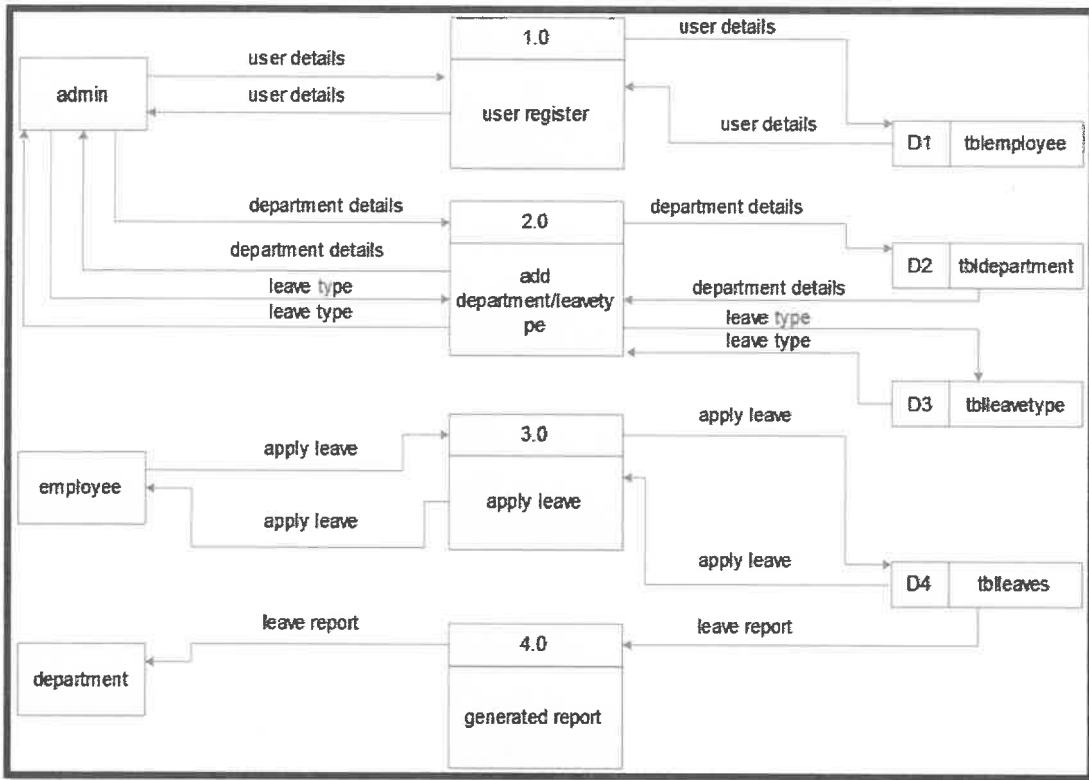 1.0
user details
user details
admin
user details
user register
user details
D1 tblemployee
department details
2.0
department details
department details
D2 tbldepartment
add
department/leavety
pe
leave type
department details
leave type
leave type
leave type
D3 tblleavetype
3.0
apply leave
apply leave
employee
apply leave
apply leave
apply leave
D4 tblleaves
leave report
4.0
leave report
department
generated report